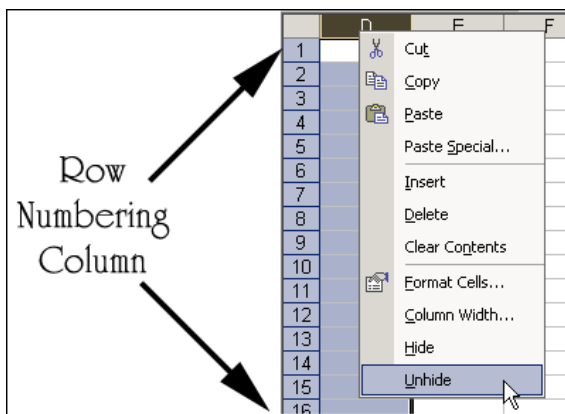 D E F
1
2
3
4
5
6
7
8
9
10
11
12
13
14
15
16
Row
Numbering
Column
Cut
Copy
Paste
Paste Special...
Insert
Delete
Clear Contents
Format Cells...
Column Width...
Hide
Unhide